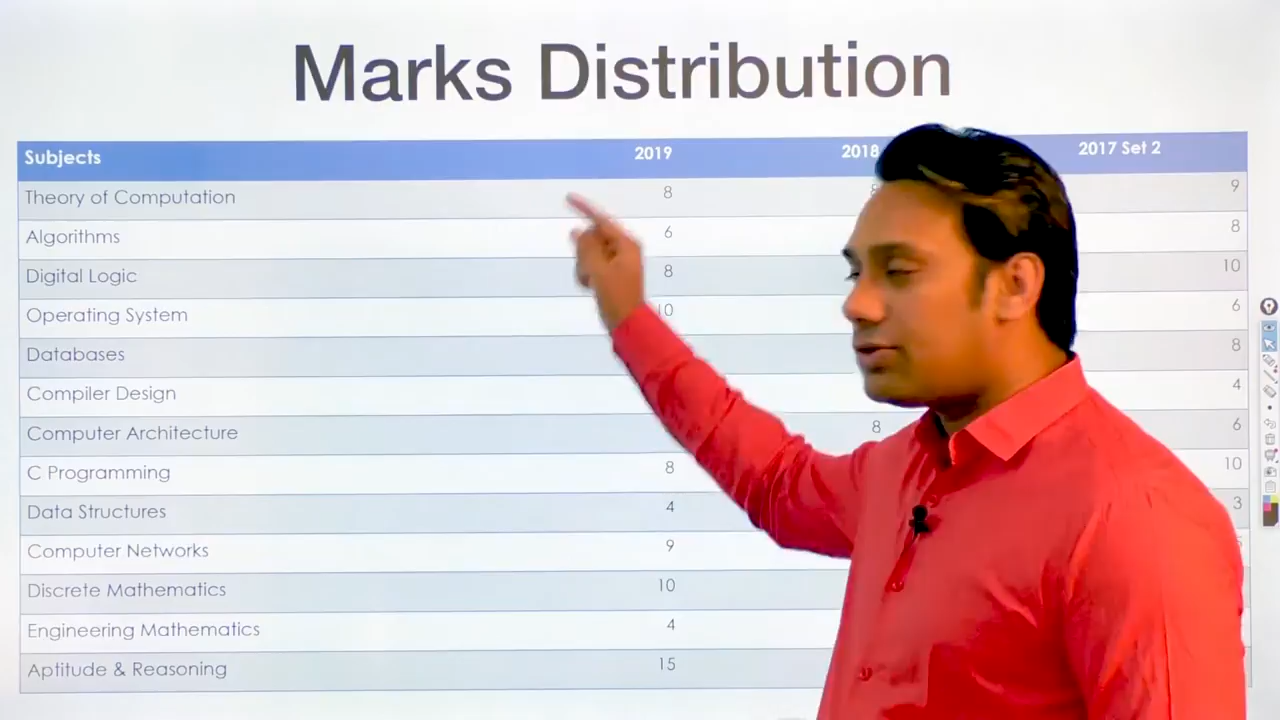 Marks Distribution
Subjects 2019 2018 2017 Set 2
Theory of Computation 8 8 9
Algorithms 6 8
Digital Logic 8 10
Operating System 10 6
Databases 8
Compiler Design 4
Computer Architecture 8 6
C Programming 8 10
Data Structures 4 3
Computer Networks 9
Discrete Mathematics 10
Engineering Mathematics 4
Aptitude & Reasoning 15